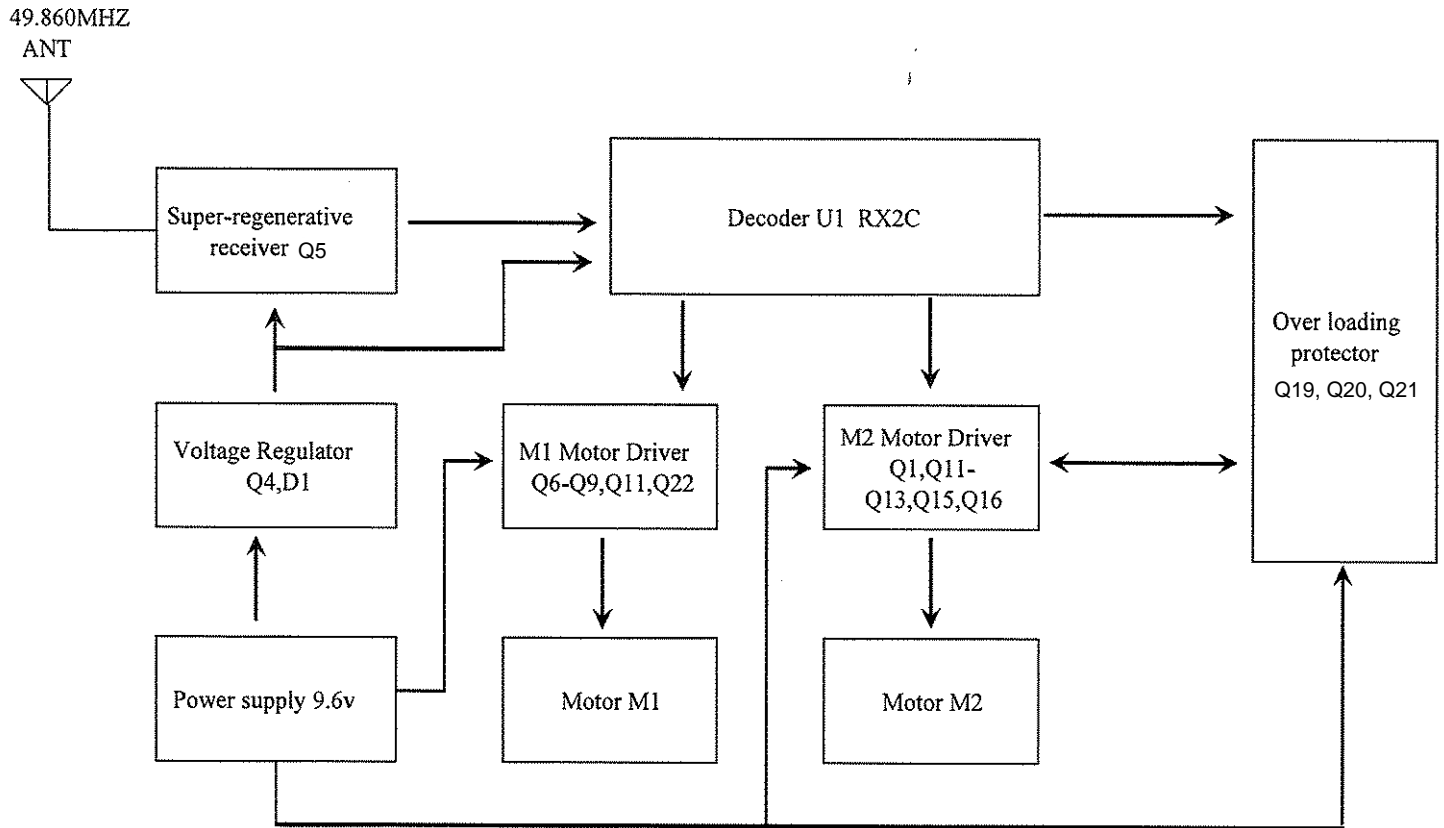 49.860MHZ
ANT
Super-regenerative
receiver Q5
Decoder U1 RX2C
Over loading
protector
Q19, Q20, Q21
Voltage Regulator
Q4,D1
M1 Motor Driver
Q6-Q9,Q11,Q22
M2 Motor Driver
Q1,Q11-
Q13,Q15,Q16
Power supply 9.6v
Motor M1
Motor M2